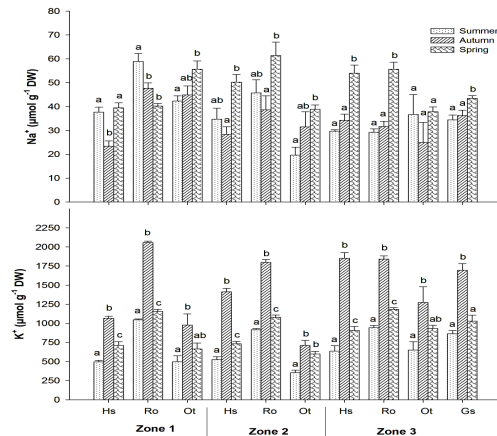 80
70
60
50
40
30
20
10
0
Na⁺ (µmol g⁻¹ DW)
Summer
Autumn
Spring
a b a
a b b
a ab b
a a b
a a b
a ab b
a a b
a a b
a a a
a a b
2250
2000
1750
1500
1250
1000
750
500
250
0
K⁺ (µmol g⁻¹ DW)
a b c
a b c
a b ab
a b c
a b c
a b b
a b c
a b c
a b ab
a b a
Hs Ro Ot Hs Ro Ot Hs Ro Ot Gs
Zone 1 Zone 2 Zone 3